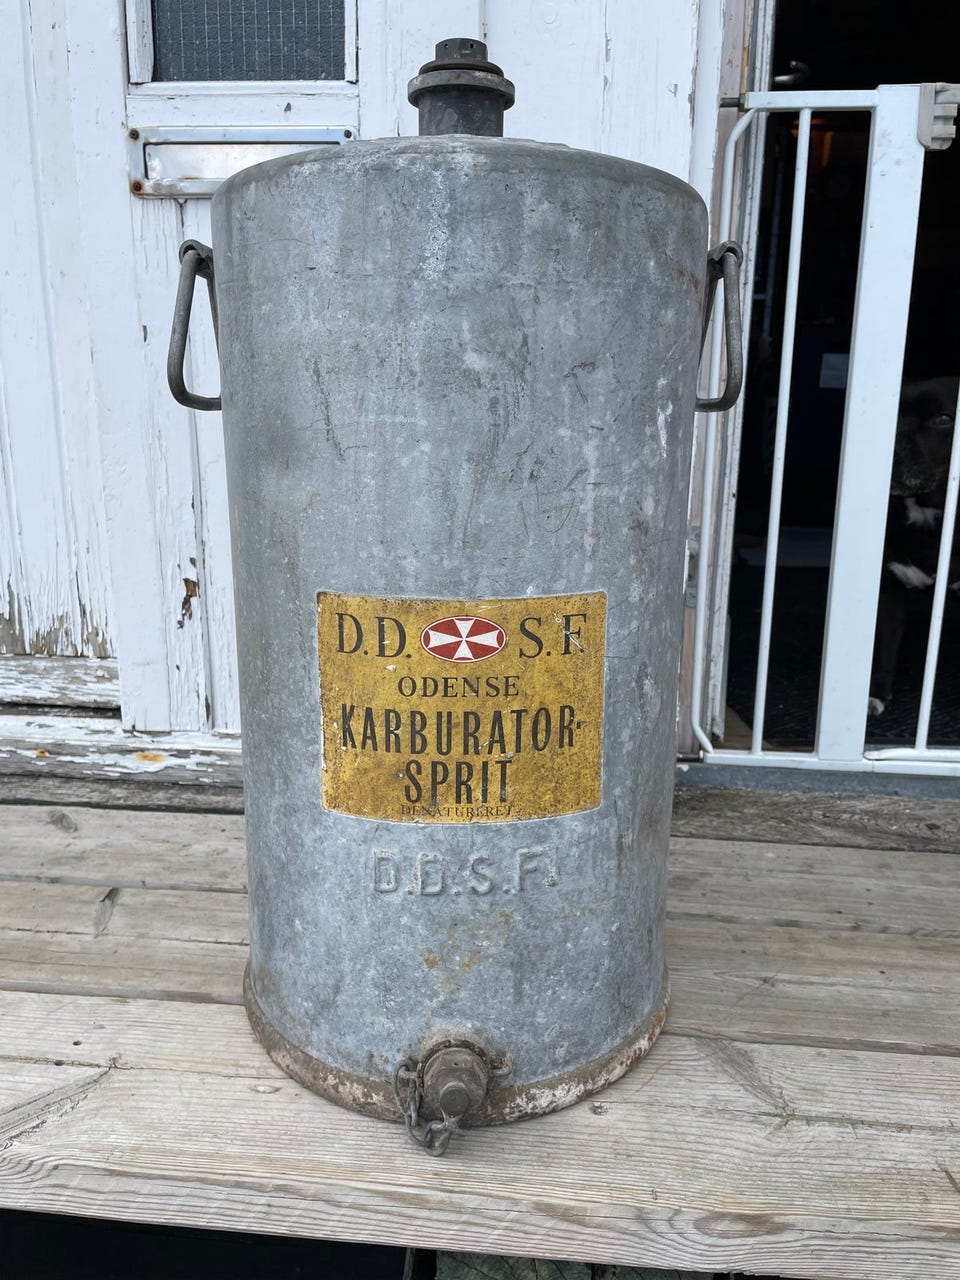 D.D. S.F.
ODENSE
KARBURATOR-
SPRIT
DENATURERET
D.D.S.F.